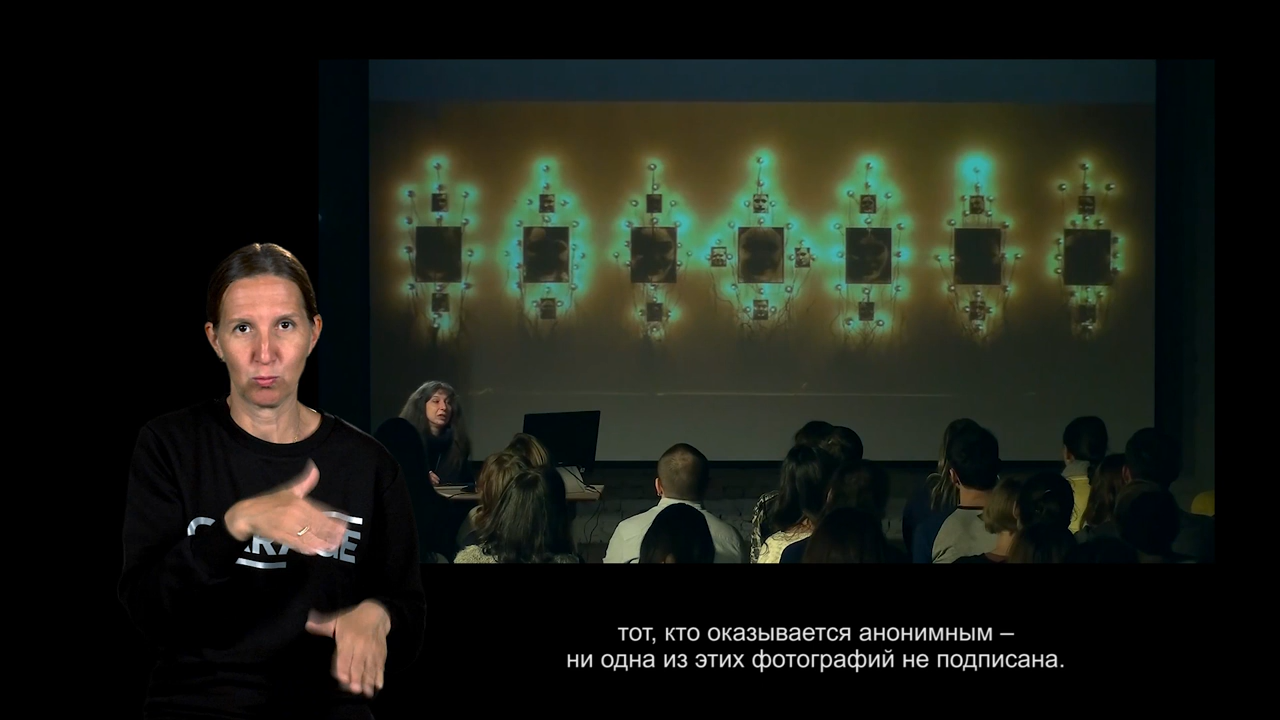 тот, кто оказывается анонимным –
ни одна из этих фотографий не подписана.